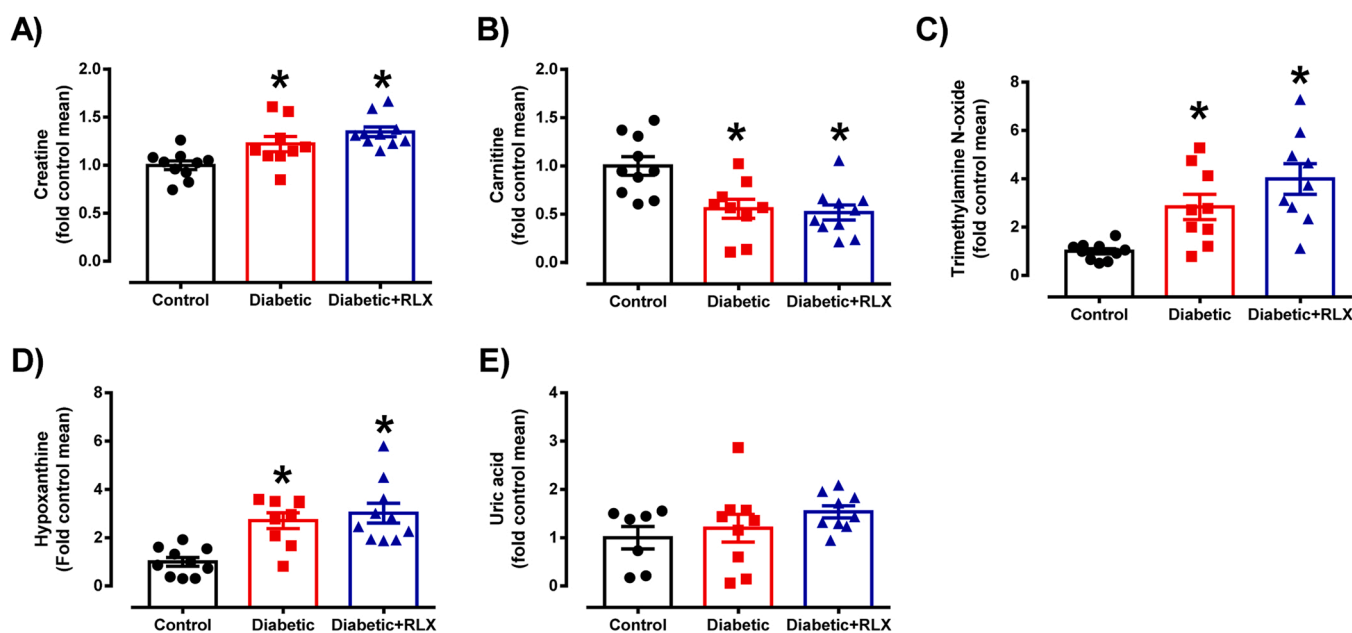 A)
Creatine
(fold control mean)
2.0
1.5
1.0
0.5
0.0
*
*
Control
Diabetic
Diabetic+RLX
B)
Carnitine
(fold control mean)
2.0
1.5
1.0
0.5
0.0
*
*
Control
Diabetic
Diabetic+RLX
C)
Trimethylamine N-oxide
(fold control mean)
8
6
4
2
0
*
*
Control
Diabetic
Diabetic+RLX
D)
Hypoxanthine
(Fold control mean)
8
6
4
2
0
*
*
Control
Diabetic
Diabetic+RLX
E)
Uric acid
(fold control mean)
4
3
2
1
0
Control
Diabetic
Diabetic+RLX